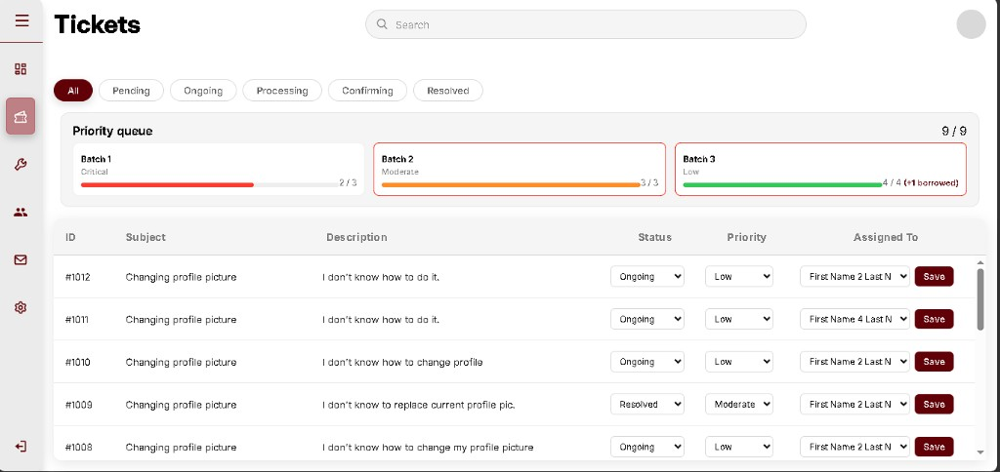 Tickets
Search
All Pending Ongoing Processing Confirming Resolved
Priority queue 9 / 9
Batch 1
Critical
2 / 3
Batch 2
Moderate
3 / 3
Batch 3
Low
4 / 4 (+1 borrowed)
ID Subject Description Status Priority Assigned To
#1012 Changing profile picture I don't know how to do it. Ongoing Low First Name 2 Last N Save
#1011 Changing profile picture I don't know how to do it. Ongoing Low First Name 4 Last N Save
#1010 Changing profile picture I don't know how to change profile Ongoing Low First Name 2 Last N Save
#1009 Changing profile picture I don't know to replace current profile pic. Resolved Moderate First Name 2 Last N Save
#1008 Changing profile picture I don't know how to change my profile picture Ongoing Low First Name 2 Last N Save